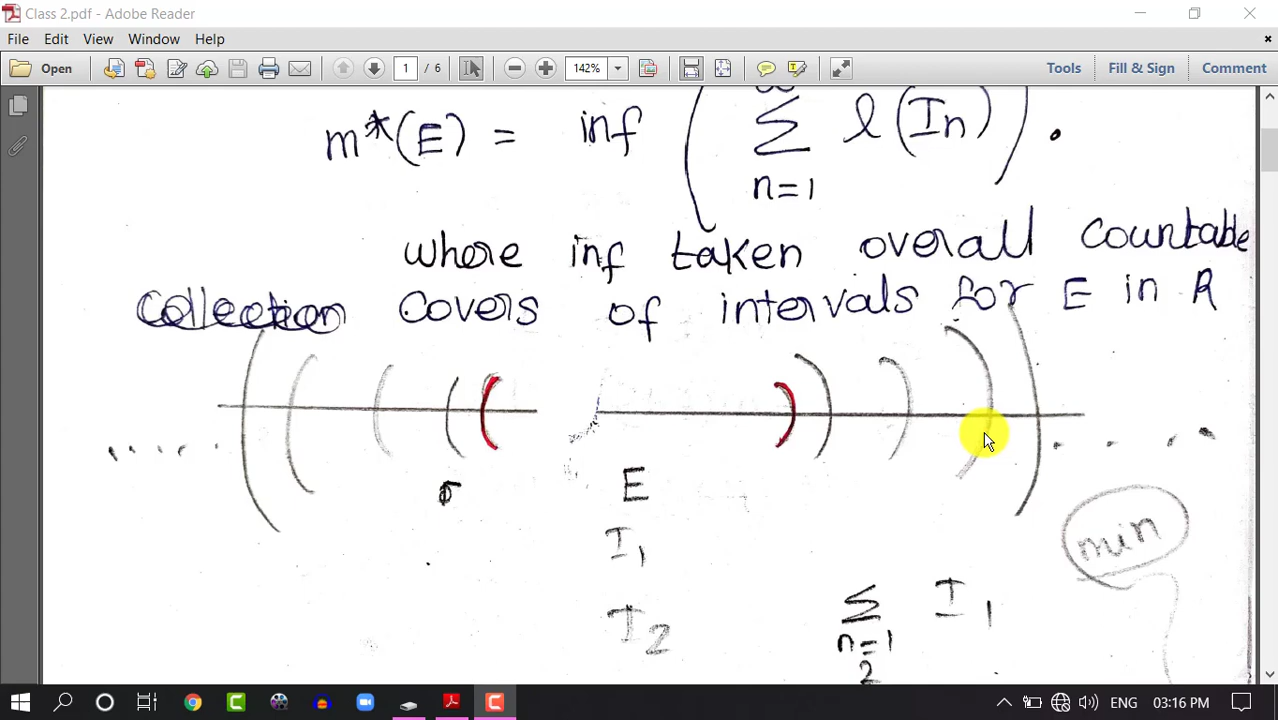 Class 2.pdf - Adobe Reader
File Edit View Window Help
Open 1 / 6 142% Tools Fill & Sign Comment
m*(E) = inf ( ∞ Σ n=1 l(In) ) .
where inf taken overall countable
collection covers of intervals for E in R
E
I1
min
I2
Σ n=1 2 I1
ENG 03:16 PM